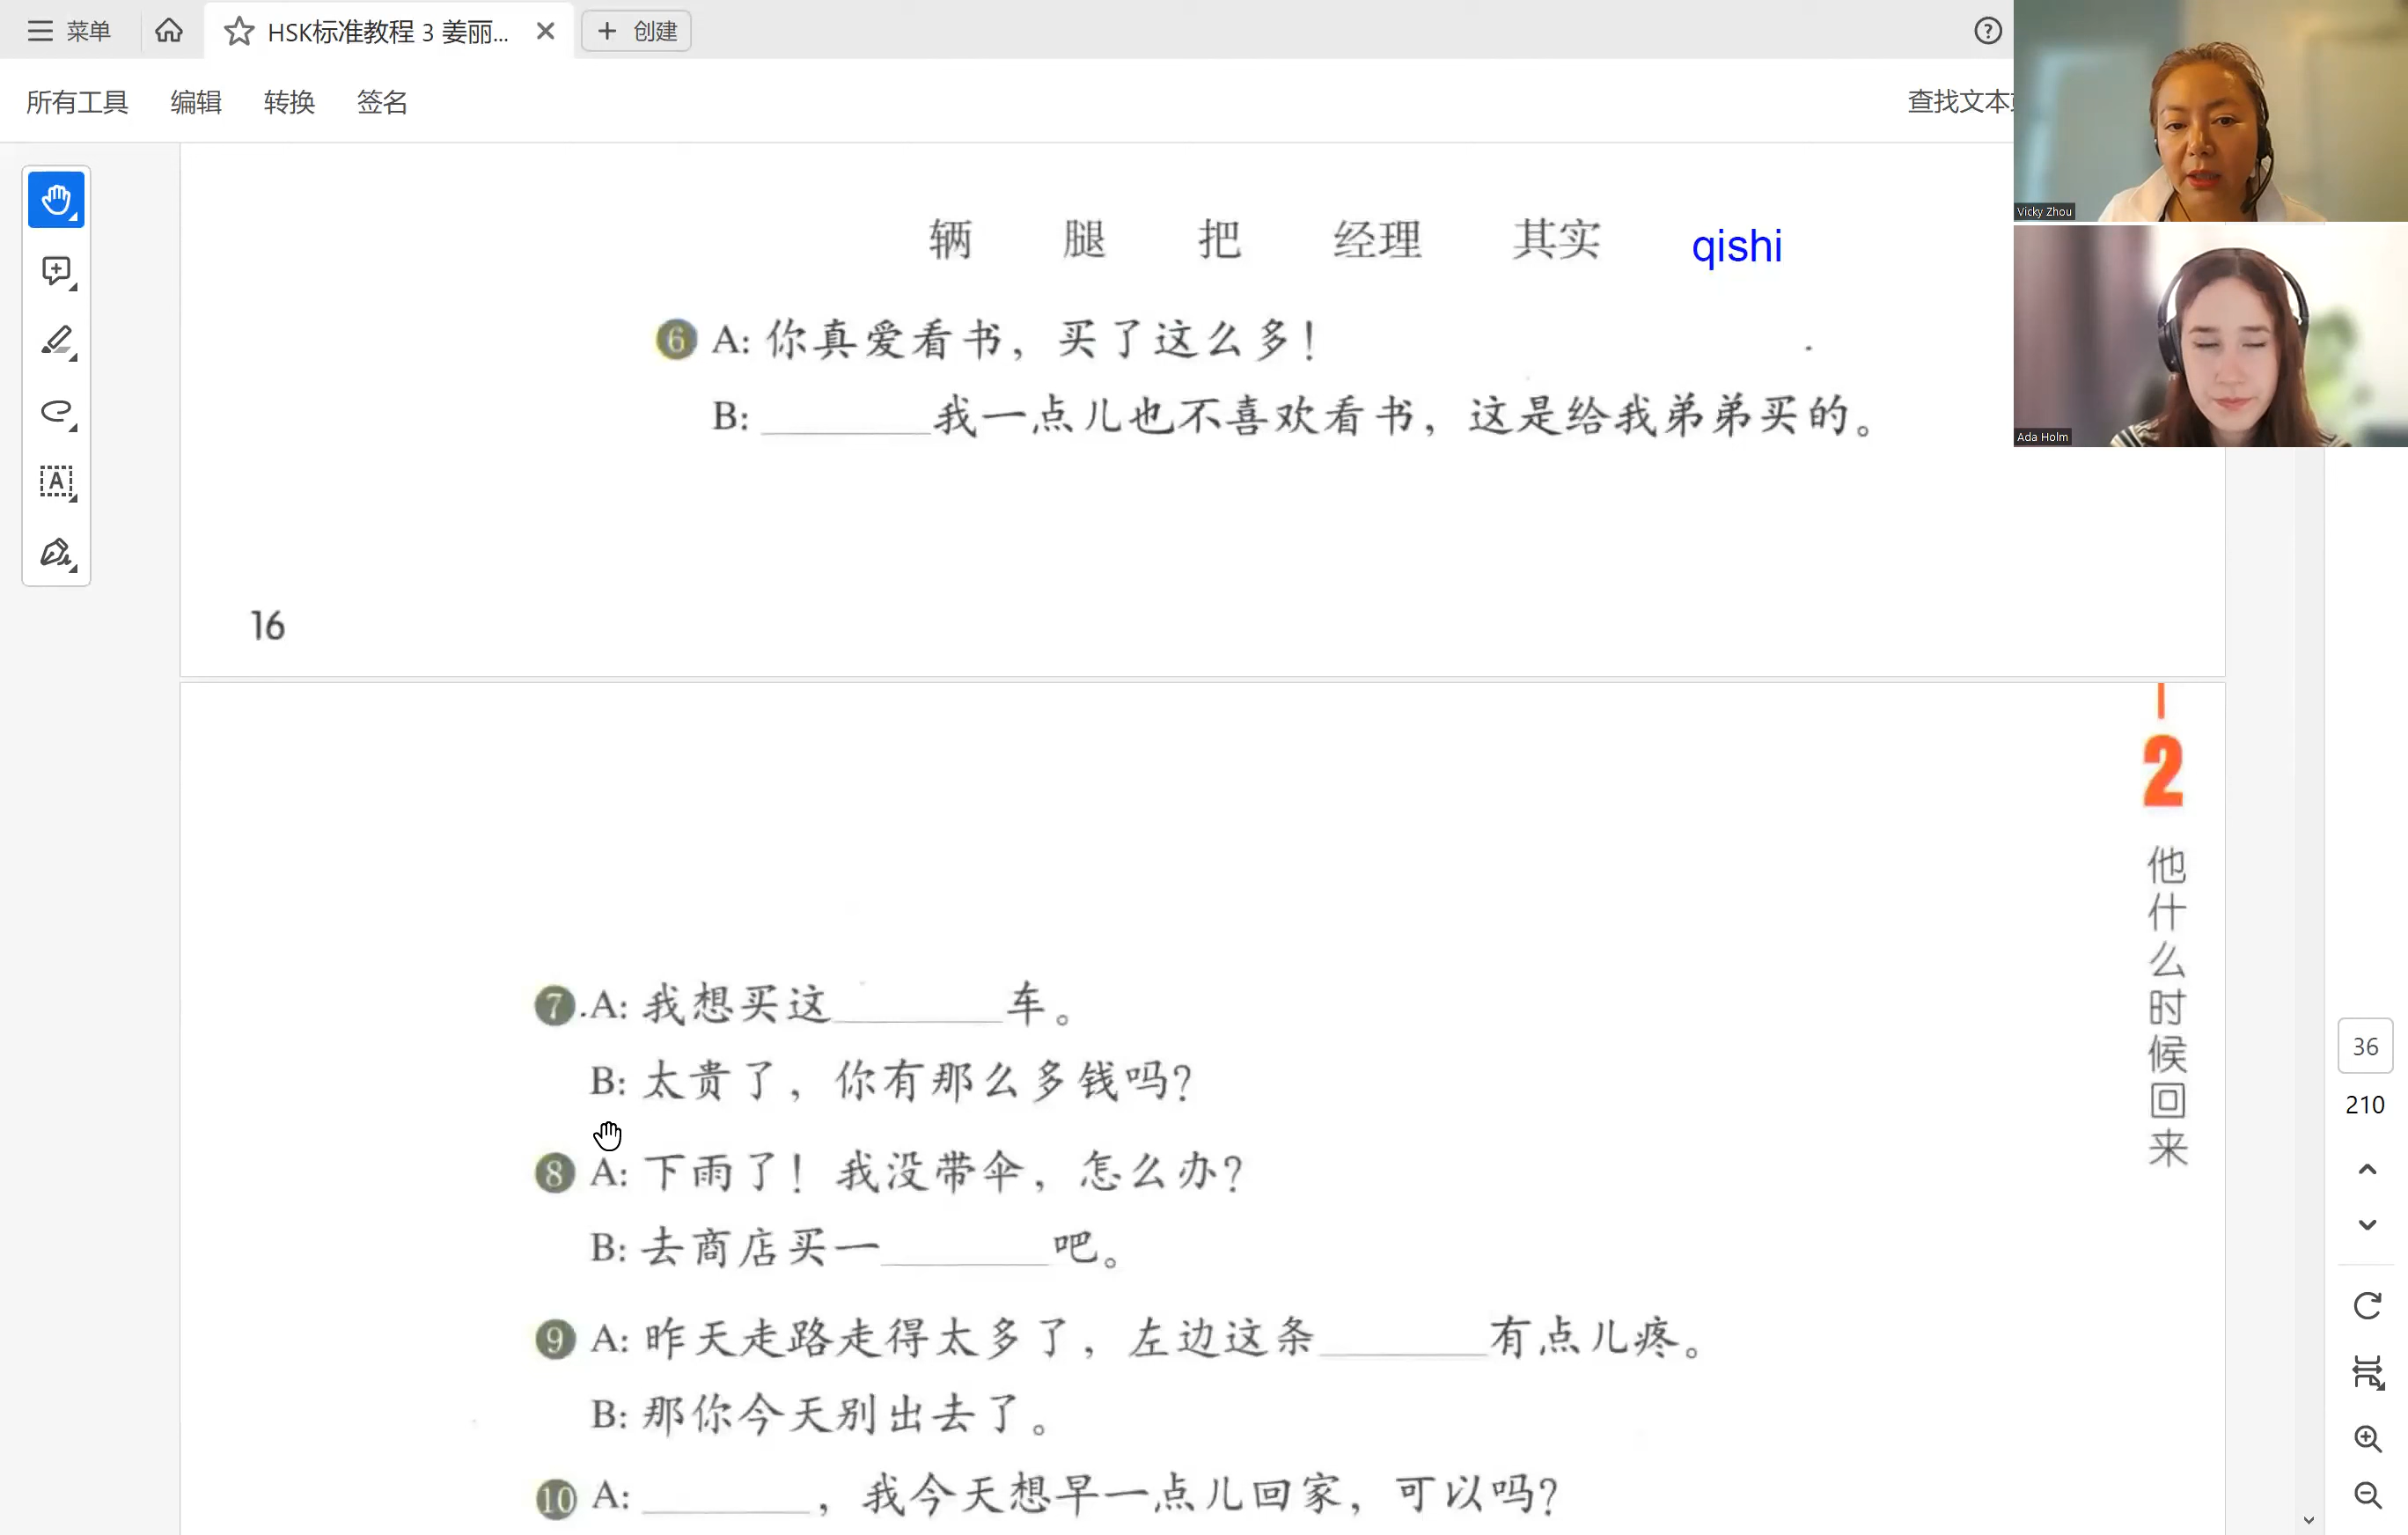 菜单
HSK标准教程 3 姜丽...
创建
所有工具 编辑 转换 签名
查找文本
Vicky Zhou
Ada Holm
辆 腿 把 经理 其实 qishi
6 A: 你真爱看书，买了这么多！
B: ________我一点儿也不喜欢看书，这是给我弟弟买的。
16
2
他什么时候回来
7 A: 我想买这________车。
B: 太贵了，你有那么多钱吗？
8 A: 下雨了！我没带伞，怎么办？
B: 去商店买一________吧。
9 A: 昨天走路走得太多了，左边这条________有点儿疼。
B: 那你今天别出去了。
10 A: ________，我今天想早一点儿回家，可以吗？
36
210